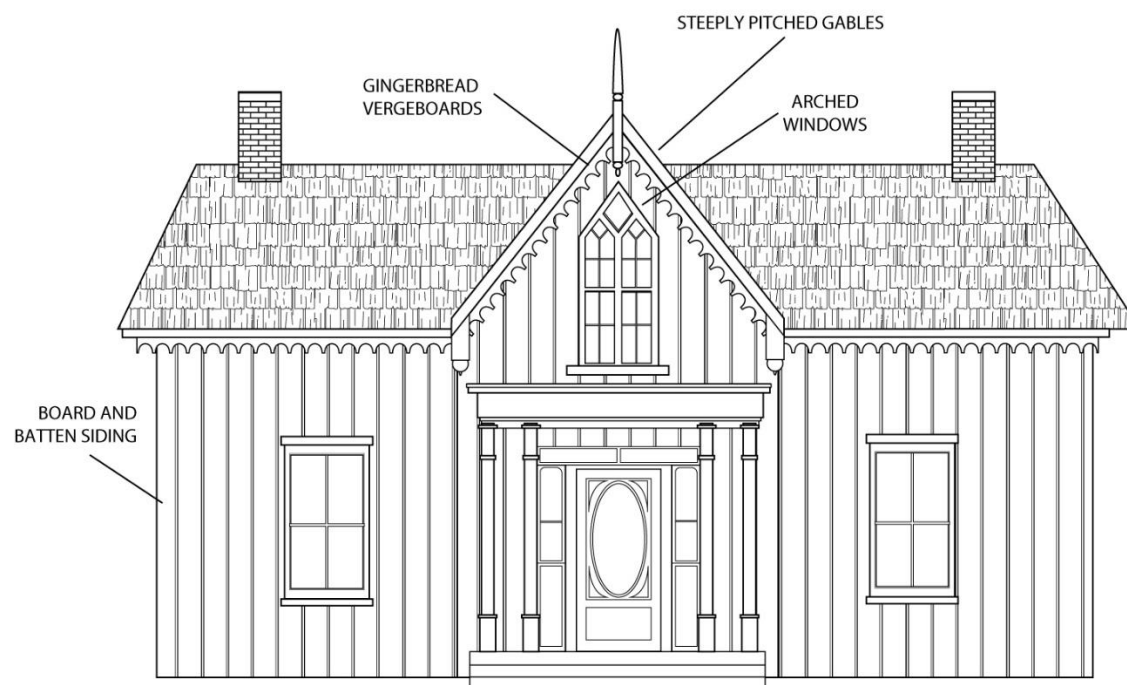 STEEPLY PITCHED GABLES
GINGERBREAD
VERGEBOARDS
ARCHED
WINDOWS
BOARD AND
BATTEN SIDING